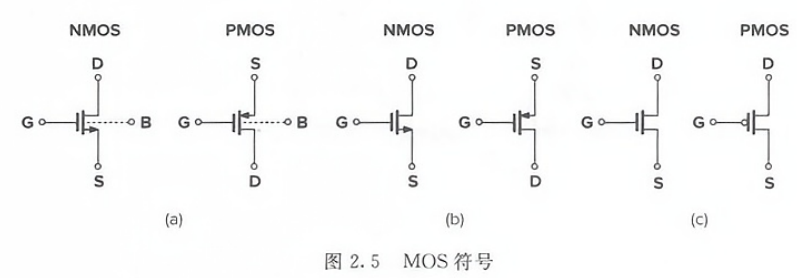 NMOS PMOS NMOS PMOS NMOS PMOS
D S D S D D
G B G B G G G G
S D S D S S
(a) (b) (c)
图 2.5 MOS 符号